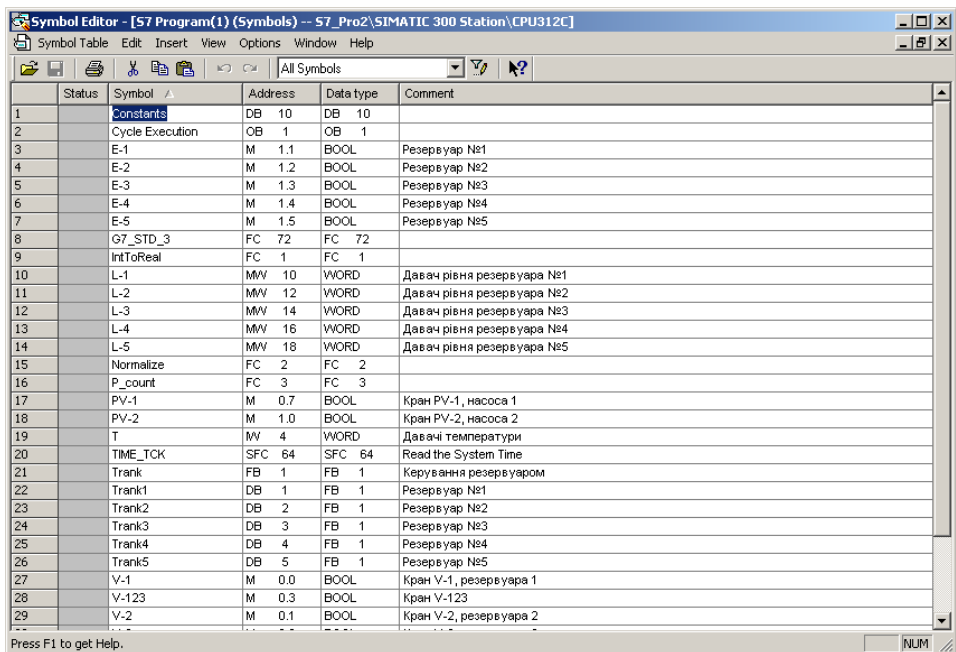 Symbol Editor - [S7 Program(1) (Symbols) -- S7_Pro2\SIMATIC 300 Station\CPU312C]
Symbol Table Edit Insert View Options Window Help
All Symbols
Status Symbol Address Data type Comment
1 Constants DB 10 DB 10
2 Cycle Execution OB 1 OB 1
3 E-1 M 1.1 BOOL Резервуар №1
4 E-2 M 1.2 BOOL Резервуар №2
5 E-3 M 1.3 BOOL Резервуар №3
6 E-4 M 1.4 BOOL Резервуар №4
7 E-5 M 1.5 BOOL Резервуар №5
8 G7_STD_3 FC 72 FC 72
9 IntToReal FC 1 FC 1
10 L-1 MW 10 WORD Давач рівня резервуара №1
11 L-2 MW 12 WORD Давач рівня резервуара №2
12 L-3 MW 14 WORD Давач рівня резервуара №3
13 L-4 MW 16 WORD Давач рівня резервуара №4
14 L-5 MW 18 WORD Давач рівня резервуара №5
15 Normalize FC 2 FC 2
16 P_count FC 3 FC 3
17 PV-1 M 0.7 BOOL Кран PV-1, насоса 1
18 PV-2 M 1.0 BOOL Кран PV-2, насоса 2
19 T IW 4 WORD Давачі температури
20 TIME_TCK SFC 64 SFC 64 Read the System Time
21 Trank FB 1 FB 1 Керування резервуаром
22 Trank1 DB 1 FB 1 Резервуар №1
23 Trank2 DB 2 FB 1 Резервуар №2
24 Trank3 DB 3 FB 1 Резервуар №3
25 Trank4 DB 4 FB 1 Резервуар №4
26 Trank5 DB 5 FB 1 Резервуар №5
27 V-1 M 0.0 BOOL Кран V-1, резервуара 1
28 V-123 M 0.3 BOOL Кран V-123
29 V-2 M 0.1 BOOL Кран V-2, резервуара 2
Press F1 to get Help. NUM